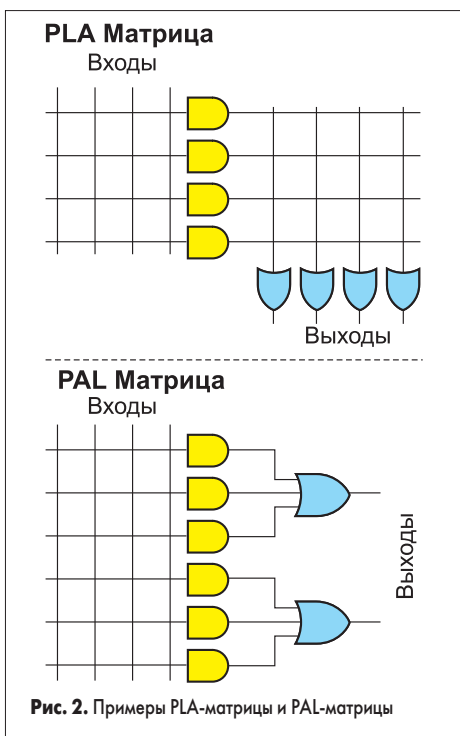 PLA Матрица
Входы
Выходы
PAL Матрица
Входы
Выходы
Рис. 2. Примеры PLA-матрицы и PAL-матрицы